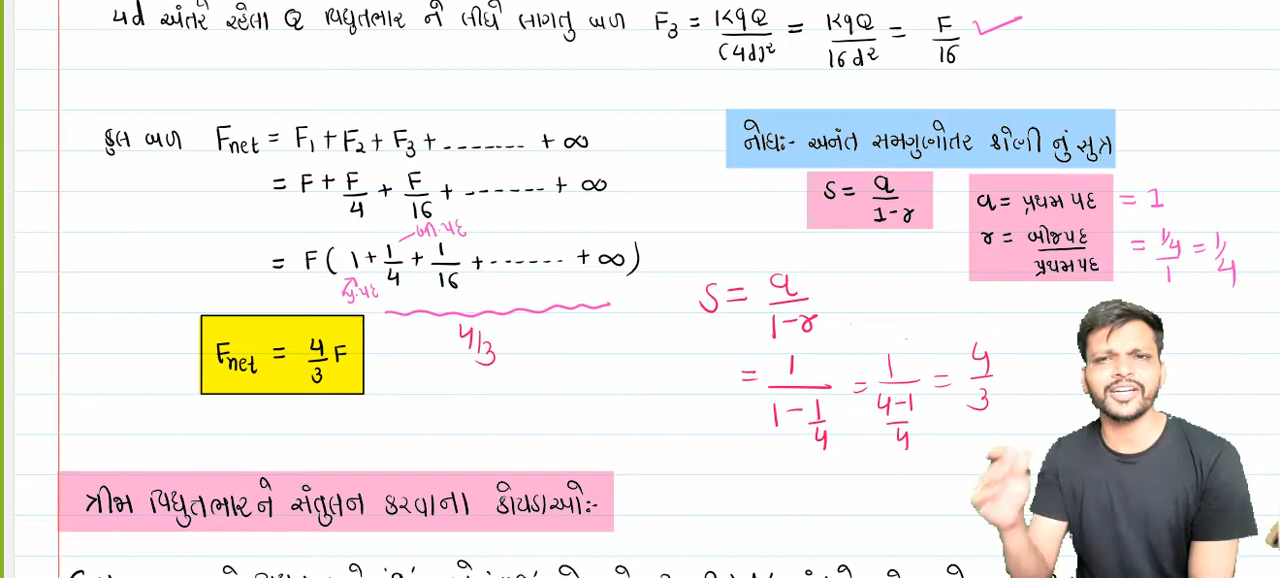 4d અંતરે રહેલા Q વિદ્યુતભાર ને લીધે લાગતુ બળ F₃ = KqQ/(4d)² = KqQ/16d² = F/16 ✓
કુલ બળ Fnet = F₁ + F₂ + F₃ + ........ + ∞
= F + F/4 + F/16 + ....... + ∞
બી.પદ
= F ( 1 + 1/4 + 1/16 + ....... + ∞ )
પ્ર.પદ
4/3
Fnet = 4/3 F
નોંધઃ- અનંત સમગુણોતર શ્રેણી નું સુત્ર
S = a/1-r
a = પ્રથમ પદ = 1
r = બીજુ પદ/પ્રથમ પદ = 1/4/1 = 1/4
S = a/1-r
= 1/1-1/4 = 1/4-1/4 = 4/3
ત્રીજા વિદ્યુતભારને સંતુલન કરવાના કોયડાઓઃ-